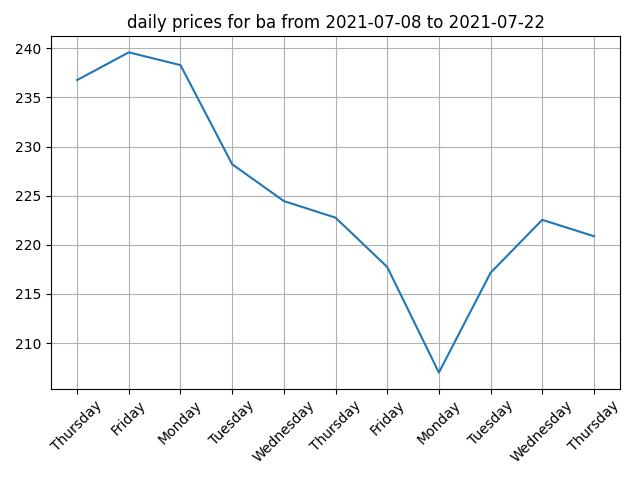 daily prices for ba from 2021-07-08 to 2021-07-22
240
235
230
225
220
215
210
Thursday
Friday
Monday
Tuesday
Wednesday
Thursday
Friday
Monday
Tuesday
Wednesday
Thursday